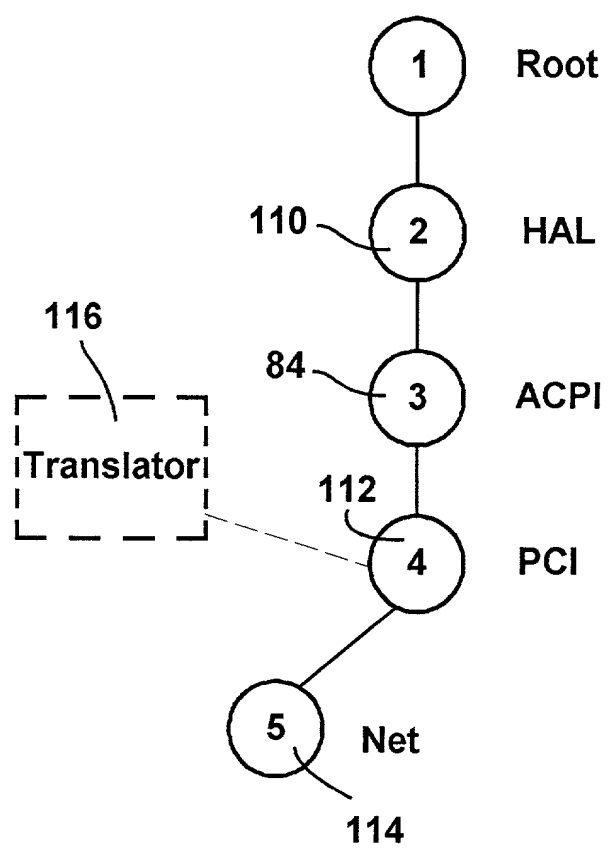 1 Root
110 2 HAL
116
84 3 ACPI
Translator
112
4 PCI
5 Net
114